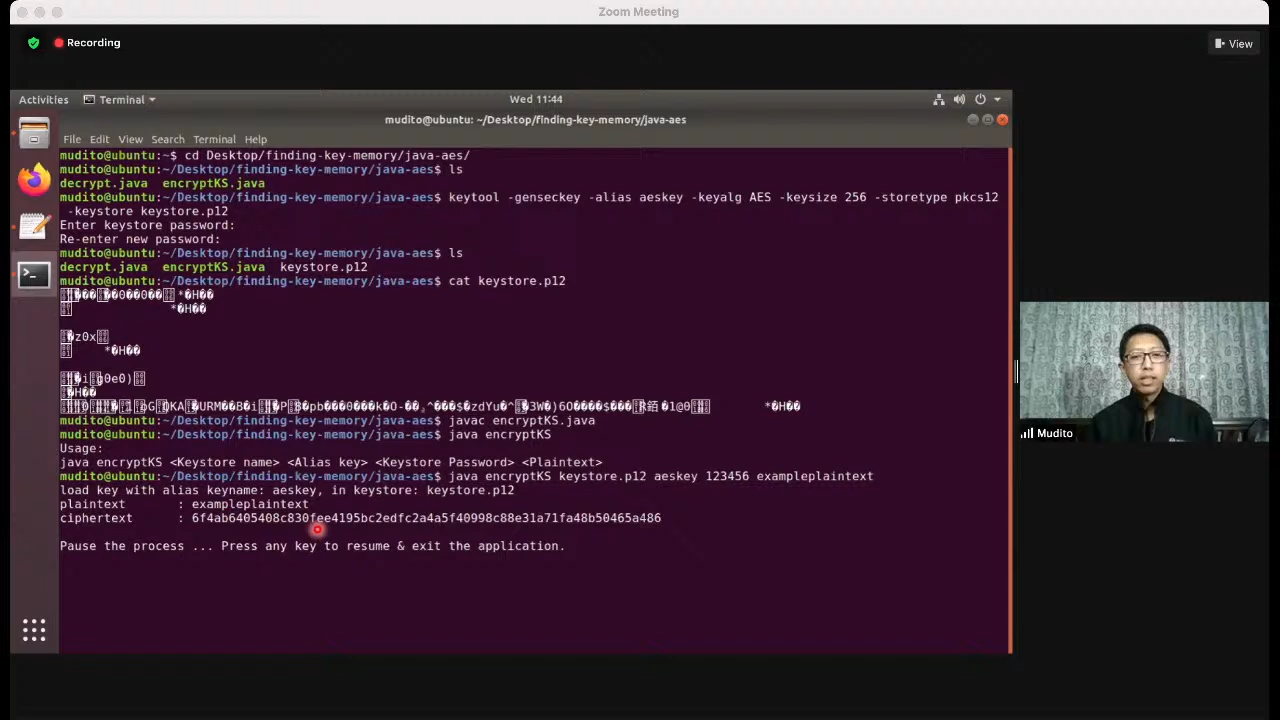 Zoom Meeting
Recording
View
Activities
Terminal
Wed 11:44
mudito@ubuntu: ~/Desktop/finding-key-memory/java-aes
File Edit View Search Terminal Help
mudito@ubuntu:~$ cd Desktop/finding-key-memory/java-aes/
mudito@ubuntu:~/Desktop/finding-key-memory/java-aes$ ls
decrypt.java encryptKS.java
mudito@ubuntu:~/Desktop/finding-key-memory/java-aes$ keytool -genseckey -alias aeskey -keyalg AES -keysize 256 -storetype pkcs12
-keystore keystore.p12
Enter keystore password:
Re-enter new password:
mudito@ubuntu:~/Desktop/finding-key-memory/java-aes$ ls
decrypt.java encryptKS.java keystore.p12
mudito@ubuntu:~/Desktop/finding-key-memory/java-aes$ cat keystore.p12
*�H��
*�H��
�z0x
*�H��
�H��
*�H��
mudito@ubuntu:~/Desktop/finding-key-memory/java-aes$ javac encryptKS.java
mudito@ubuntu:~/Desktop/finding-key-memory/java-aes$ java encryptKS
Usage:
java encryptKS <Keystore name> <Alias key> <Keystore Password> <Plaintext>
mudito@ubuntu:~/Desktop/finding-key-memory/java-aes$ java encryptKS keystore.p12 aeskey 123456 exampleplaintext
load key with alias keyname: aeskey, in keystore: keystore.p12
plaintext : exampleplaintext
ciphertext : 6f4ab6405408c830fee4195bc2edfc2a4a5f40998c88e31a71fa48b50465a486
Pause the process ... Press any key to resume & exit the application.
Mudito